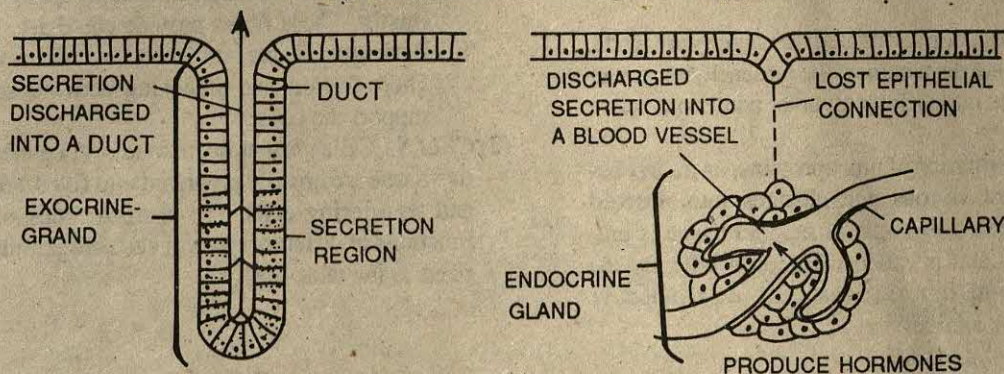 SECRETION
DISCHARGED
INTO A DUCT
DUCT
EXOCRINE-
GRAND
SECRETION
REGION
DISCHARGED
SECRETION INTO
A BLOOD VESSEL
LOST EPITHELIAL
CONNECTION
CAPILLARY
ENDOCRINE
GLAND
PRODUCE HORMONES